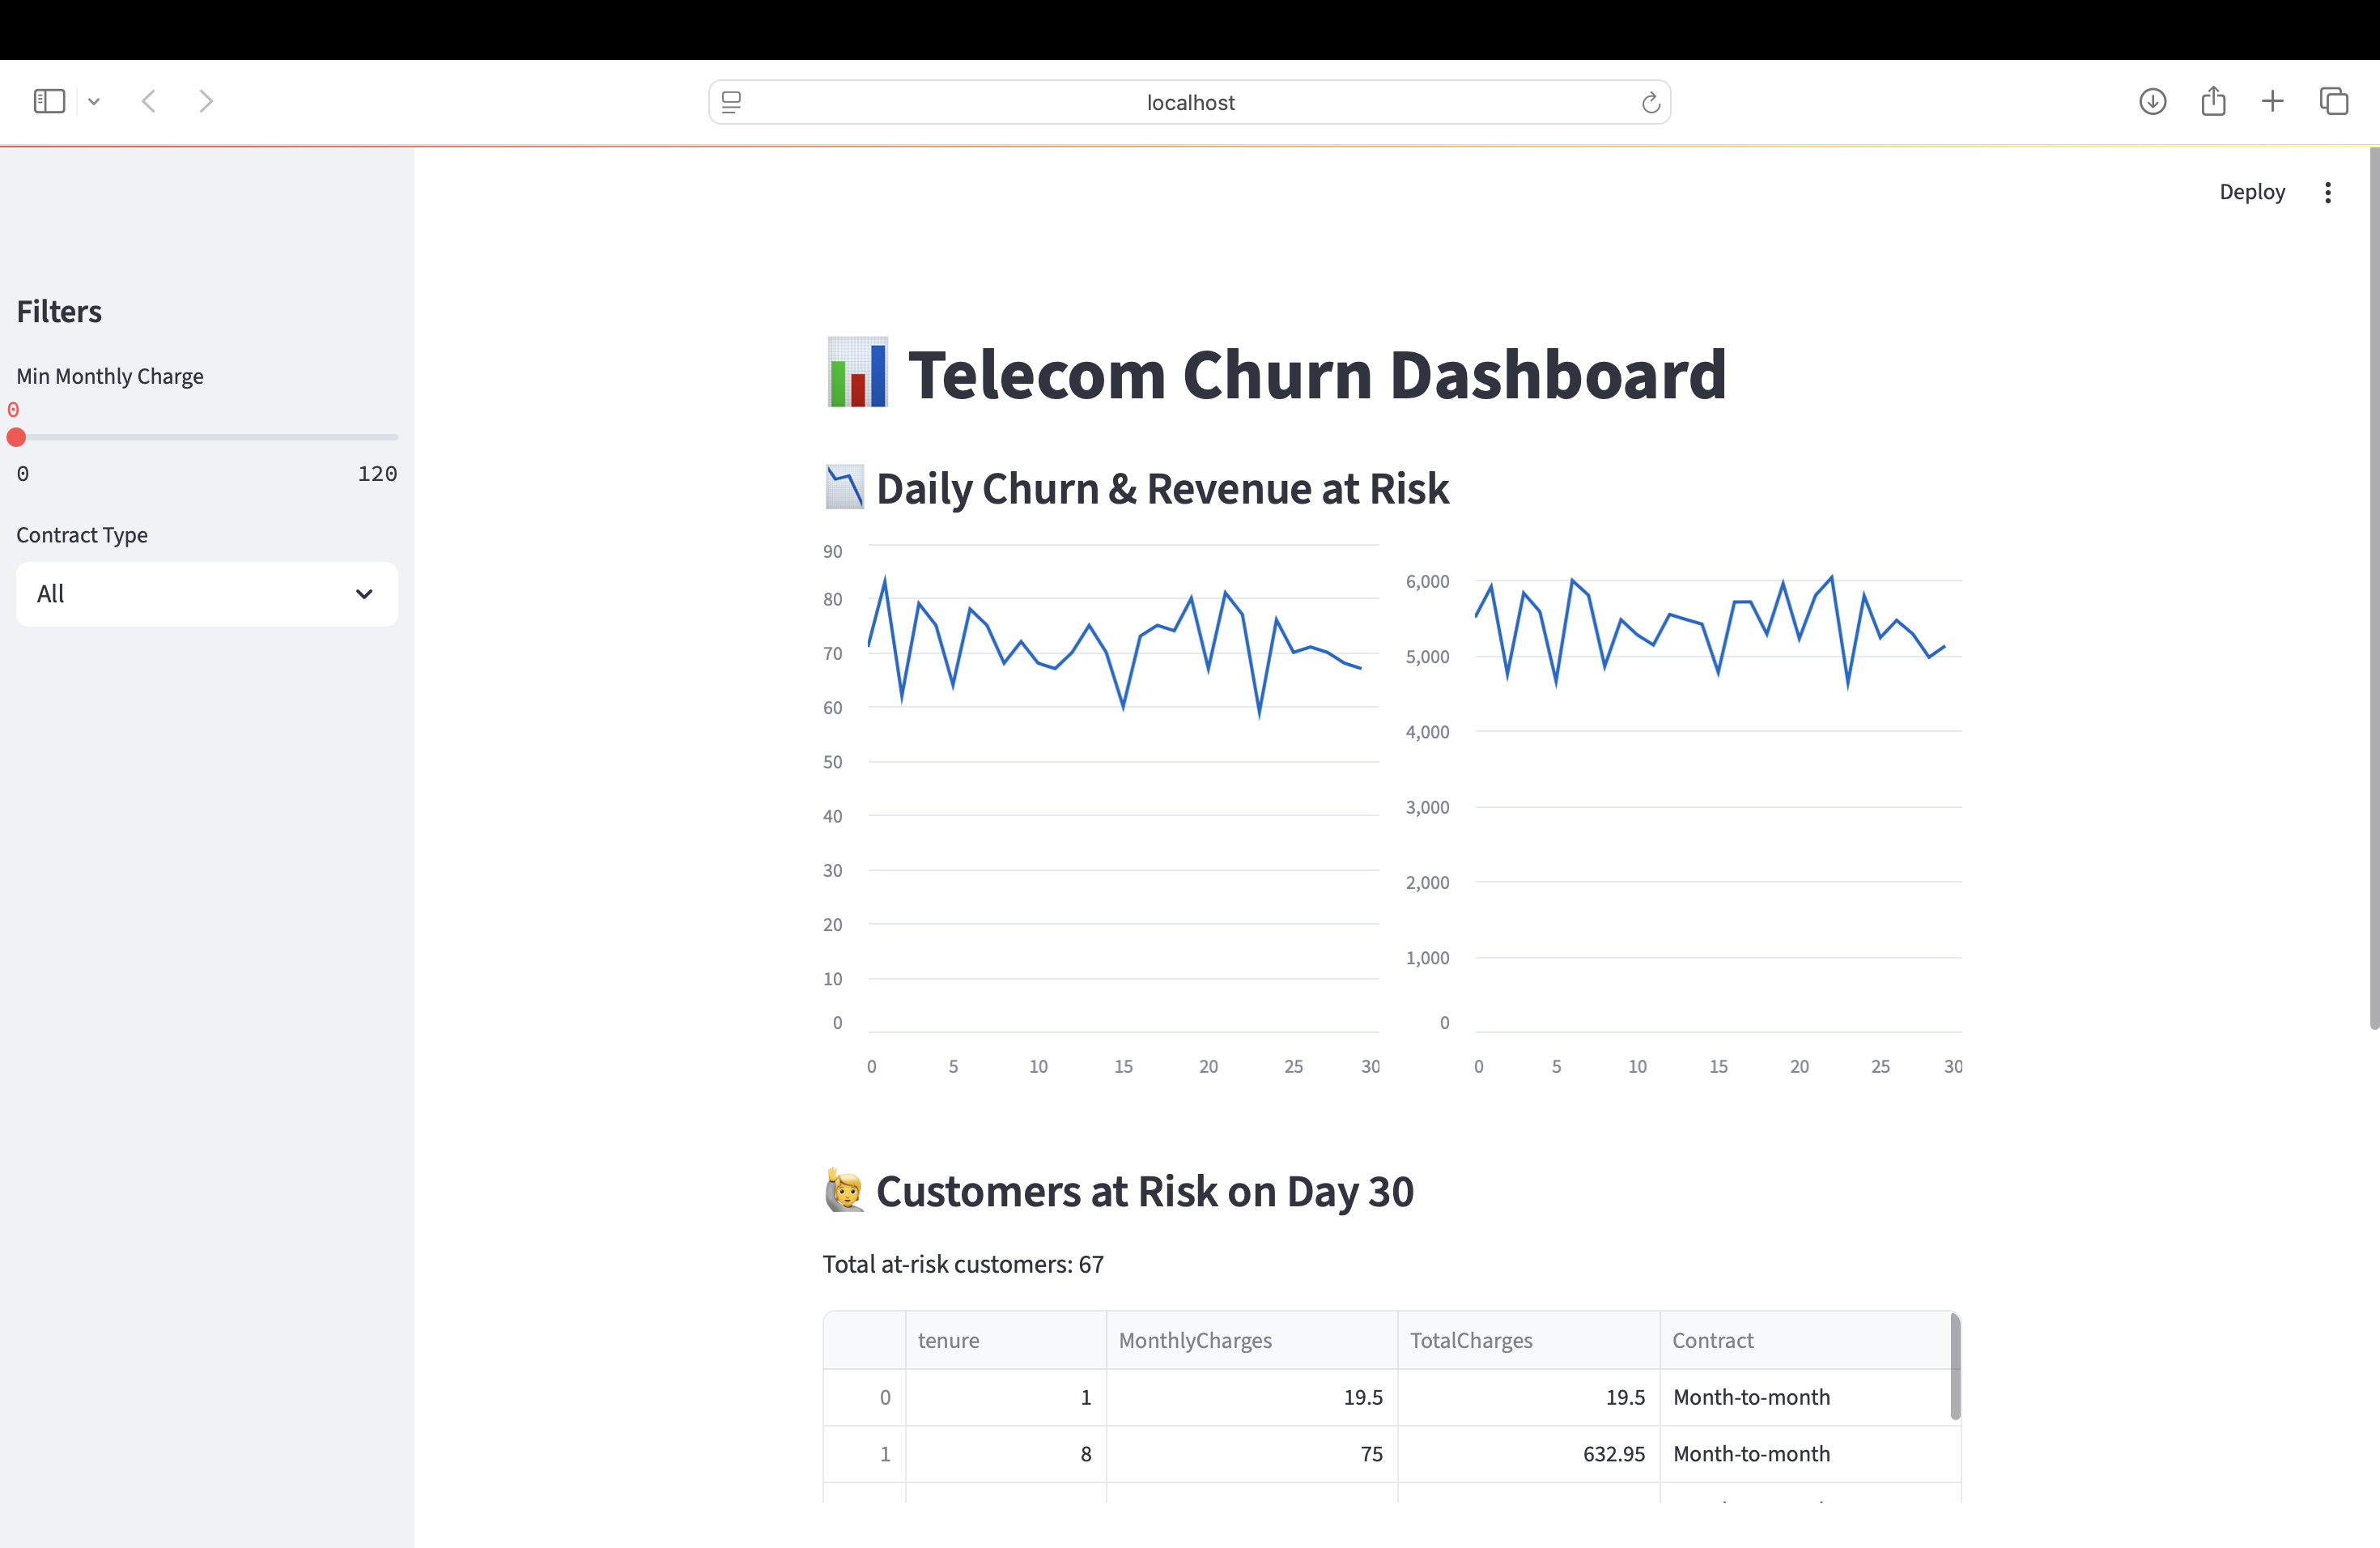 localhost
Deploy
Filters
Min Monthly Charge
0
0 120
Contract Type
All
📊 Telecom Churn Dashboard
📉 Daily Churn & Revenue at Risk
90
80
70
60
50
40
30
20
10
0
0 5 10 15 20 25 30
6,000
5,000
4,000
3,000
2,000
1,000
0
0 5 10 15 20 25 30
🙋 Customers at Risk on Day 30
Total at-risk customers: 67
tenure MonthlyCharges TotalCharges Contract
0 1 19.5 19.5 Month-to-month
1 8 75 632.95 Month-to-month